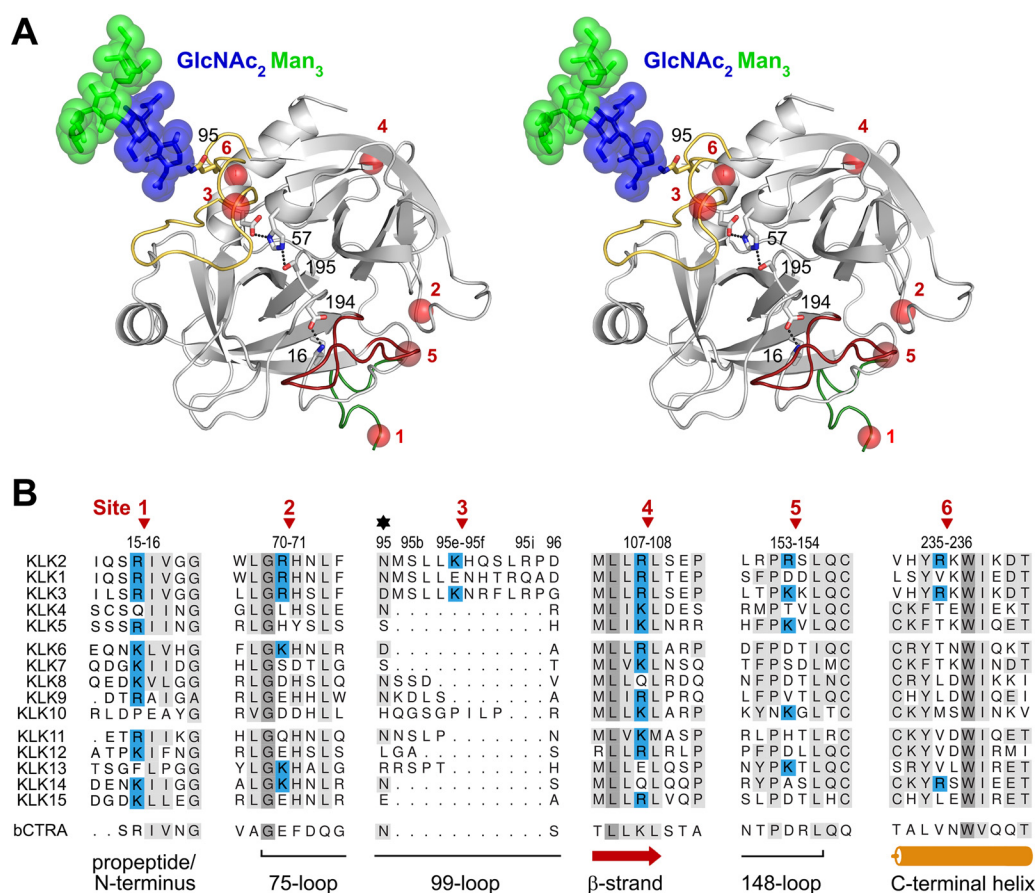 A
GlcNAc2 Man3
95
6
4
3
57
195
2
194
16
5
1
GlcNAc2 Man3
95
6
4
3
57
195
2
194
16
5
1
B
Site 1 2 3 4 5 6
15-16 70-71 95 95b 95e-95f 95i 96 107-108 153-154 235-236
KLK2 IQSRIVGG WLGRHNLF NMSLLKHQSLRPD MLLRLSEP LRPRSLQC VHYRKWIKDT
KLK1 IQSRIVGG WLGRHNLF NMSLLENHTRQAD MLLRLTEP SFPDDLQC LSYVKWIKDT
KLK3 ILSRIVGG WLGRHSLF DMSLLKNRFLRPG MLLRLSEP LTPKKLQC VHYRKWIKDT
KLK4 SCSQIING GLGLHSLE N...........R MLIKLDES RMPTVLQC CKFTEWIEKT
KLK5 SSSRIING RLGHYSLS S...........H MLIKLNRR HFPKVLQC CKFTKWIQET
KLK6 EQNKLVHG FLGKHNLR D...........A MLLRLARP DFPDTIQC CRYTNWIQKT
KLK7 QDGKIIDG HLGSDTLG S...........T MLVKLNSQ TFPSDLMC CKFTKWINDT
KLK8 QEDKVLGG RLGDHSLQ NSSD........V MLLQLRDQ NFPDTLNC CRYLDWIKKI
KLK9 .DTRAIGA RLGEHHLW NKDLS.......A MLIRLPRQ LFPVTLQC CHYLDWIQEI
KLK10 RLDPEAYG RVGDDHLL HQGSGPILP...R MLLKLARP KYNKGLTC CKYMSWINKV
KLK11 .ETRIIKG HLGQHNLQ NNSLP.......H MLVKMASP RLPHTLRC CKYVDWIQET
KLK12 ATPKIFNG RLGEHSLS LGA.........S RLLRLRLP PFPDLLQC CKYVDWIRMI
KLK13 TSGFLPGG YLGKHALG RRSPT.......H MLLELQSP NYPKTLQC SRYLVWIRET
KLK14 DENKIIGG HLGKHNLR N...........S MLLQLQQP RYPASLQC CKYRSWIEET
KLK15 DGDKLLEG RLGEHNLR E...........A MLLRLVQP SLPDTLHC CHYLEWIRET
bCTRA ..SRIVNG VAGEFDQG N...........S TLLKLSTA NTPDRLQQ TALVNWVQQT
propeptide/
N-terminus 75-loop 99-loop β-strand 148-loop C-terminal helix